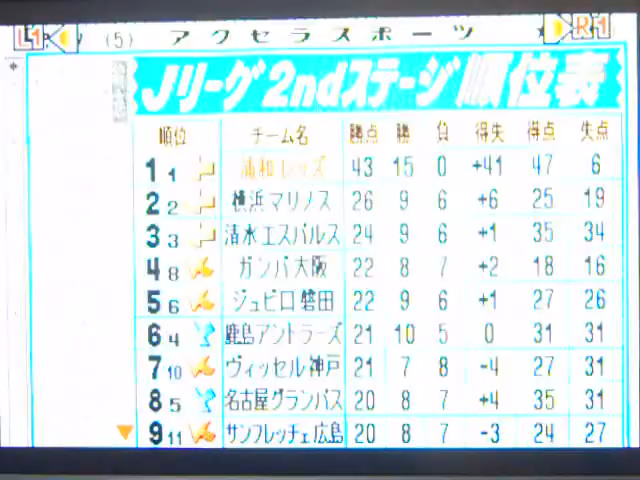 L1 (5) アクセラスポーツ R1
Jリーグ2ndステージ順位表
順位 チーム名 勝点 勝 負 得失 得点 失点
1 1 浦和レッズ 43 15 0 +41 47 6
2 2 横浜マリノス 26 9 6 +6 25 19
3 3 清水エスパルス 24 9 6 +1 35 34
4 8 ガンバ大阪 22 8 7 +2 18 16
5 6 ジュビロ磐田 22 9 6 +1 27 26
6 4 鹿島アントラーズ 21 10 5 0 31 31
7 10 ヴィッセル神戸 21 7 8 -4 27 31
8 5 名古屋グランパス 20 8 7 +4 35 31
9 11 サンフレッチェ広島 20 8 7 -3 24 27